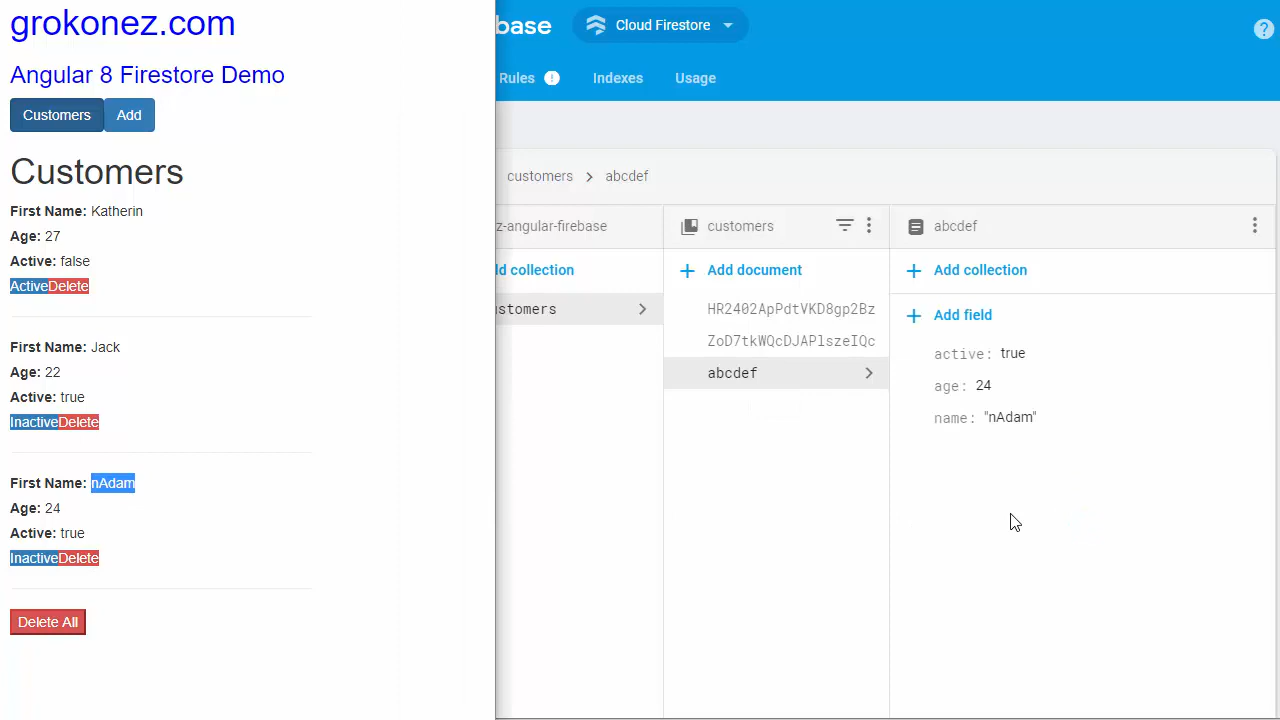 grokonez.com
Angular 8 Firestore Demo
Customers Add
Customers
First Name: Katherin
Age: 27
Active: false
ActiveDelete
First Name: Jack
Age: 22
Active: true
InactiveDelete
First Name: nAdam
Age: 24
Active: true
InactiveDelete
Delete All
base Cloud Firestore ?
Rules ! Indexes Usage
customers > abcdef
z-angular-firebase
ld collection
ustomers
customers
Add document
HR2402ApPdtVKD8gp2Bz
ZoD7tkWQcDJAPlszeIQc
abcdef
abcdef
Add collection
Add field
active: true
age: 24
name: "nAdam"